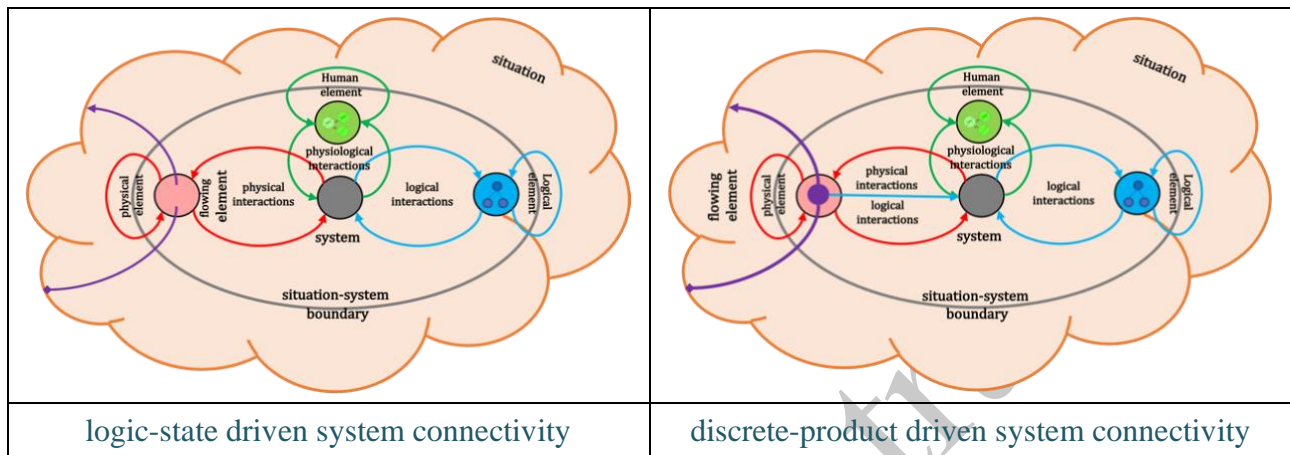 situation
Human
element
physiological
interactions
physical
element
flowing
element
physical
interactions
logical
interactions
Logical
element
system
situation-system
boundary
logic-state driven system connectivity
situation
Human
element
physiological
interactions
flowing
element
physical
element
physical
interactions
logical
interactions
logical
interactions
Logical
element
system
situation-system
boundary
discrete-product driven system connectivity